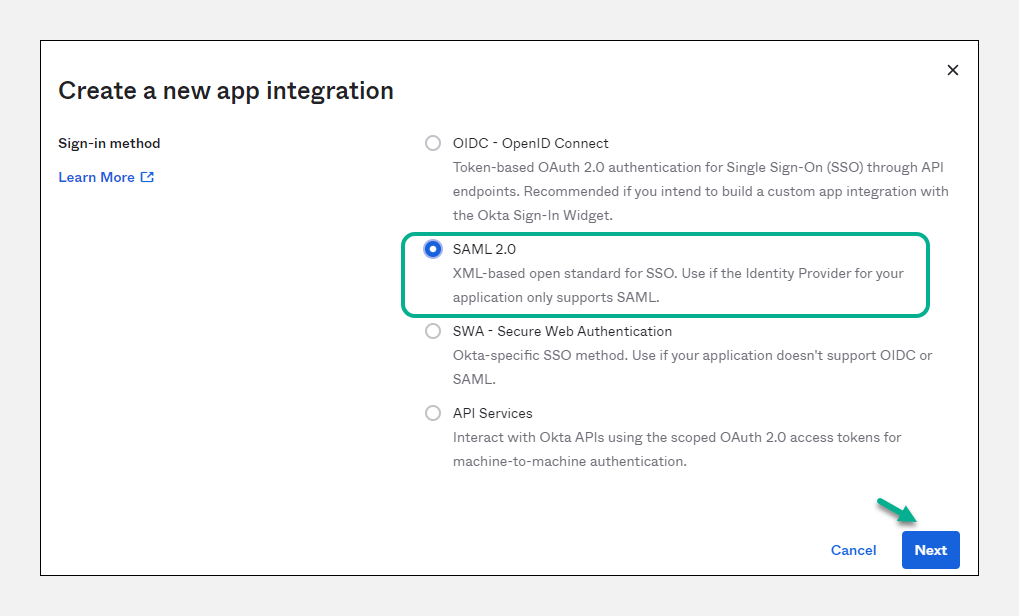 Create a new app integration
Sign-in method
Learn More
OIDC - OpenID Connect
Token-based OAuth 2.0 authentication for Single Sign-On (SSO) through API
endpoints. Recommended if you intend to build a custom app integration with
the Okta Sign-In Widget.
SAML 2.0
XML-based open standard for SSO. Use if the Identity Provider for your
application only supports SAML.
SWA - Secure Web Authentication
Okta-specific SSO method. Use if your application doesn't support OIDC or
SAML.
API Services
Interact with Okta APIs using the scoped OAuth 2.0 access tokens for
machine-to-machine authentication.
Cancel
Next